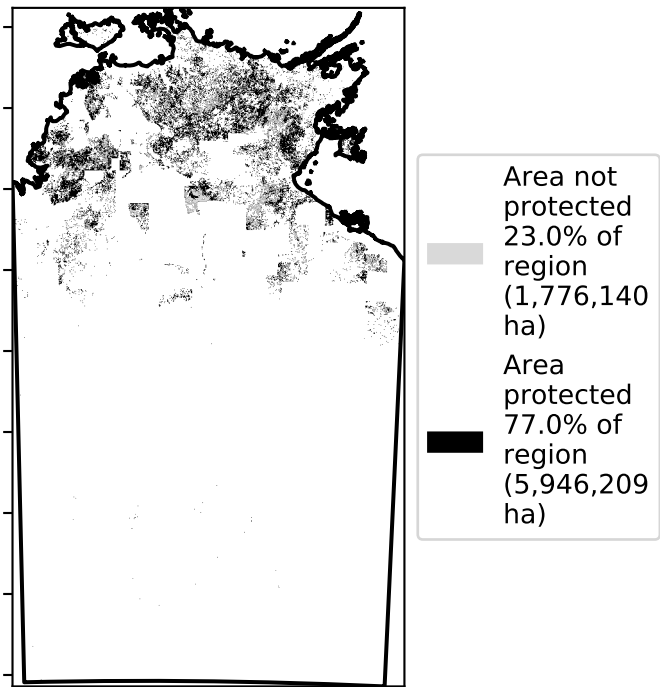 Area not
protected
23.0% of
region
(1,776,140
ha)
Area
protected
77.0% of
region
(5,946,209
ha)